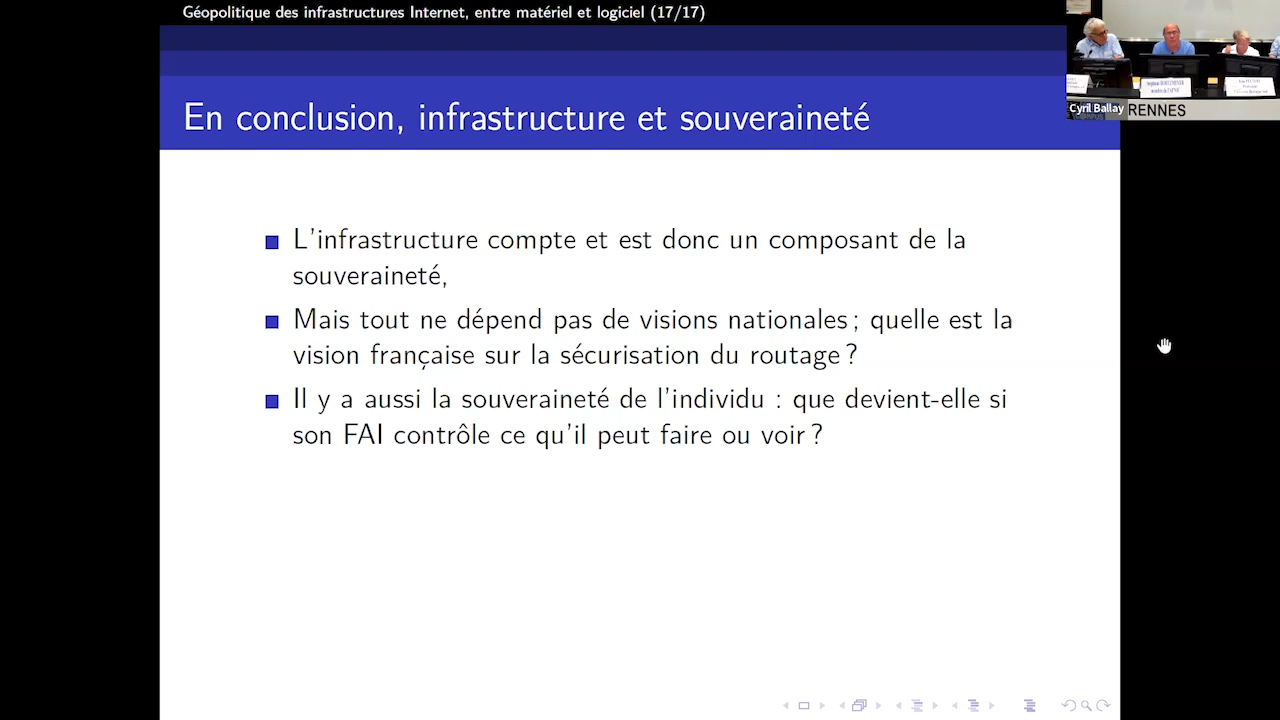 Géopolitique des infrastructures Internet, entre matériel et logiciel (17/17)
En conclusion, infrastructure et souveraineté
Cyril Ballay
RENNES
L'infrastructure compte et est donc un composant de la
souveraineté,
Mais tout ne dépend pas de visions nationales ; quelle est la
vision française sur la sécurisation du routage ?
Il y a aussi la souveraineté de l'individu : que devient-elle si
son FAI contrôle ce qu'il peut faire ou voir ?